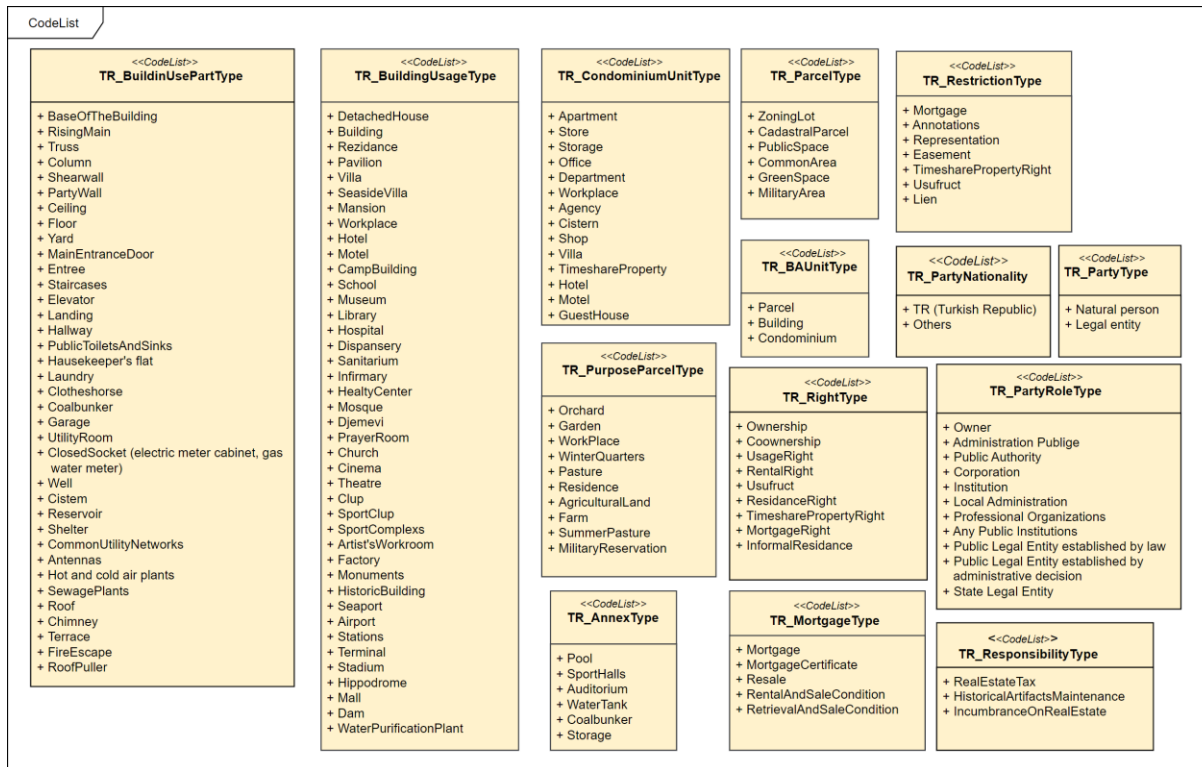 CodeList
<<CodeList>>
TR_BuildinUsePartType
+ BaseOfTheBuilding
+ RisingMain
+ Truss
+ Column
+ Shearwall
+ PartyWall
+ Ceiling
+ Floor
+ Yard
+ MainEntranceDoor
+ Entree
+ Staircases
+ Elevator
+ Landing
+ Hallway
+ PublicToiletsAndSinks
+ Hausekeeper's flat
+ Laundry
+ Clotheshorse
+ Coalbunker
+ Garage
+ UtilityRoom
+ ClosedSocket (electric meter cabinet, gas
water meter)
+ Well
+ Cistem
+ Reservoir
+ Shelter
+ CommonUtilityNetworks
+ Antennas
+ Hot and cold air plants
+ SewagePlants
+ Roof
+ Chimney
+ Terrace
+ FireEscape
+ RoofPuller
<<CodeList>>
TR_BuildingUsageType
+ DetachedHouse
+ Building
+ Rezidance
+ Pavilion
+ Villa
+ SeasideVilla
+ Mansion
+ Workplace
+ Hotel
+ Motel
+ CampBuilding
+ School
+ Museum
+ Library
+ Hospital
+ Dispansery
+ Sanitarium
+ Infirmary
+ HealtyCenter
+ Mosque
+ Djemevi
+ PrayerRoom
+ Church
+ Cinema
+ Theatre
+ Clup
+ SportClup
+ SportComplexs
+ Artist'sWorkroom
+ Factory
+ Monuments
+ HistoricBuilding
+ Seaport
+ Airport
+ Stations
+ Terminal
+ Stadium
+ Hippodrome
+ Mall
+ Dam
+ WaterPurificationPlant
<<CodeList>>
TR_CondominiumUnitType
+ Apartment
+ Store
+ Storage
+ Office
+ Department
+ Workplace
+ Agency
+ Cistern
+ Shop
+ Villa
+ TimeshareProperty
+ Hotel
+ Motel
+ GuestHouse
<<CodeList>>
TR_ParcelType
+ ZoningLot
+ CadastralParcel
+ PublicSpace
+ CommonArea
+ GreenSpace
+ MilitaryArea
<<CodeList>>
TR_RestrictionType
+ Mortgage
+ Annotations
+ Representation
+ Easement
+ TimesharePropertyRight
+ Usufruct
+ Lien
<<CodeList>>
TR_BAUnitType
+ Parcel
+ Building
+ Condominium
<<CodeList>>
TR_PartyNationality
+ TR (Turkish Republic)
+ Others
<<CodeList>>
TR_PartyType
+ Natural person
+ Legal entity
<<CodeList>>
TR_PurposeParcelType
+ Orchard
+ Garden
+ WorkPlace
+ WinterQuarters
+ Pasture
+ Residence
+ AgriculturalLand
+ Farm
+ SummerPasture
+ MilitaryReservation
<<CodeList>>
TR_RightType
+ Ownership
+ Coownership
+ UsageRight
+ RentalRight
+ Usufruct
+ ResidanceRight
+ TimesharePropertyRight
+ MortgageRight
+ InformalResidance
<<CodeList>>
TR_PartyRoleType
+ Owner
+ Administration Publige
+ Public Authority
+ Corporation
+ Institution
+ Local Administration
+ Professional Organizations
+ Any Public Institutions
+ Public Legal Entity established by law
+ Public Legal Entity established by
administrative decision
+ State Legal Entity
<<CodeList>>
TR_AnnexType
+ Pool
+ SportHalls
+ Auditorium
+ WaterTank
+ Coalbunker
+ Storage
<<CodeList>>
TR_MortgageType
+ Mortgage
+ MortgageCertificate
+ Resale
+ RentalAndSaleCondition
+ RetrievalAndSaleCondition
<<CodeList>>
TR_ResponsibilityType
+ RealEstateTax
+ HistoricalArtifactsMaintenance
+ IncumbranceOnRealEstate